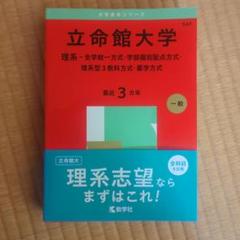 大学赤本シリーズ
立命館大学
理系-全学統一方式・学部個別配点方式・
理系型3教科方式・薬学方式
最近3カ年
一般
立命館大
理系志望なら
まずはこれ!
教学社